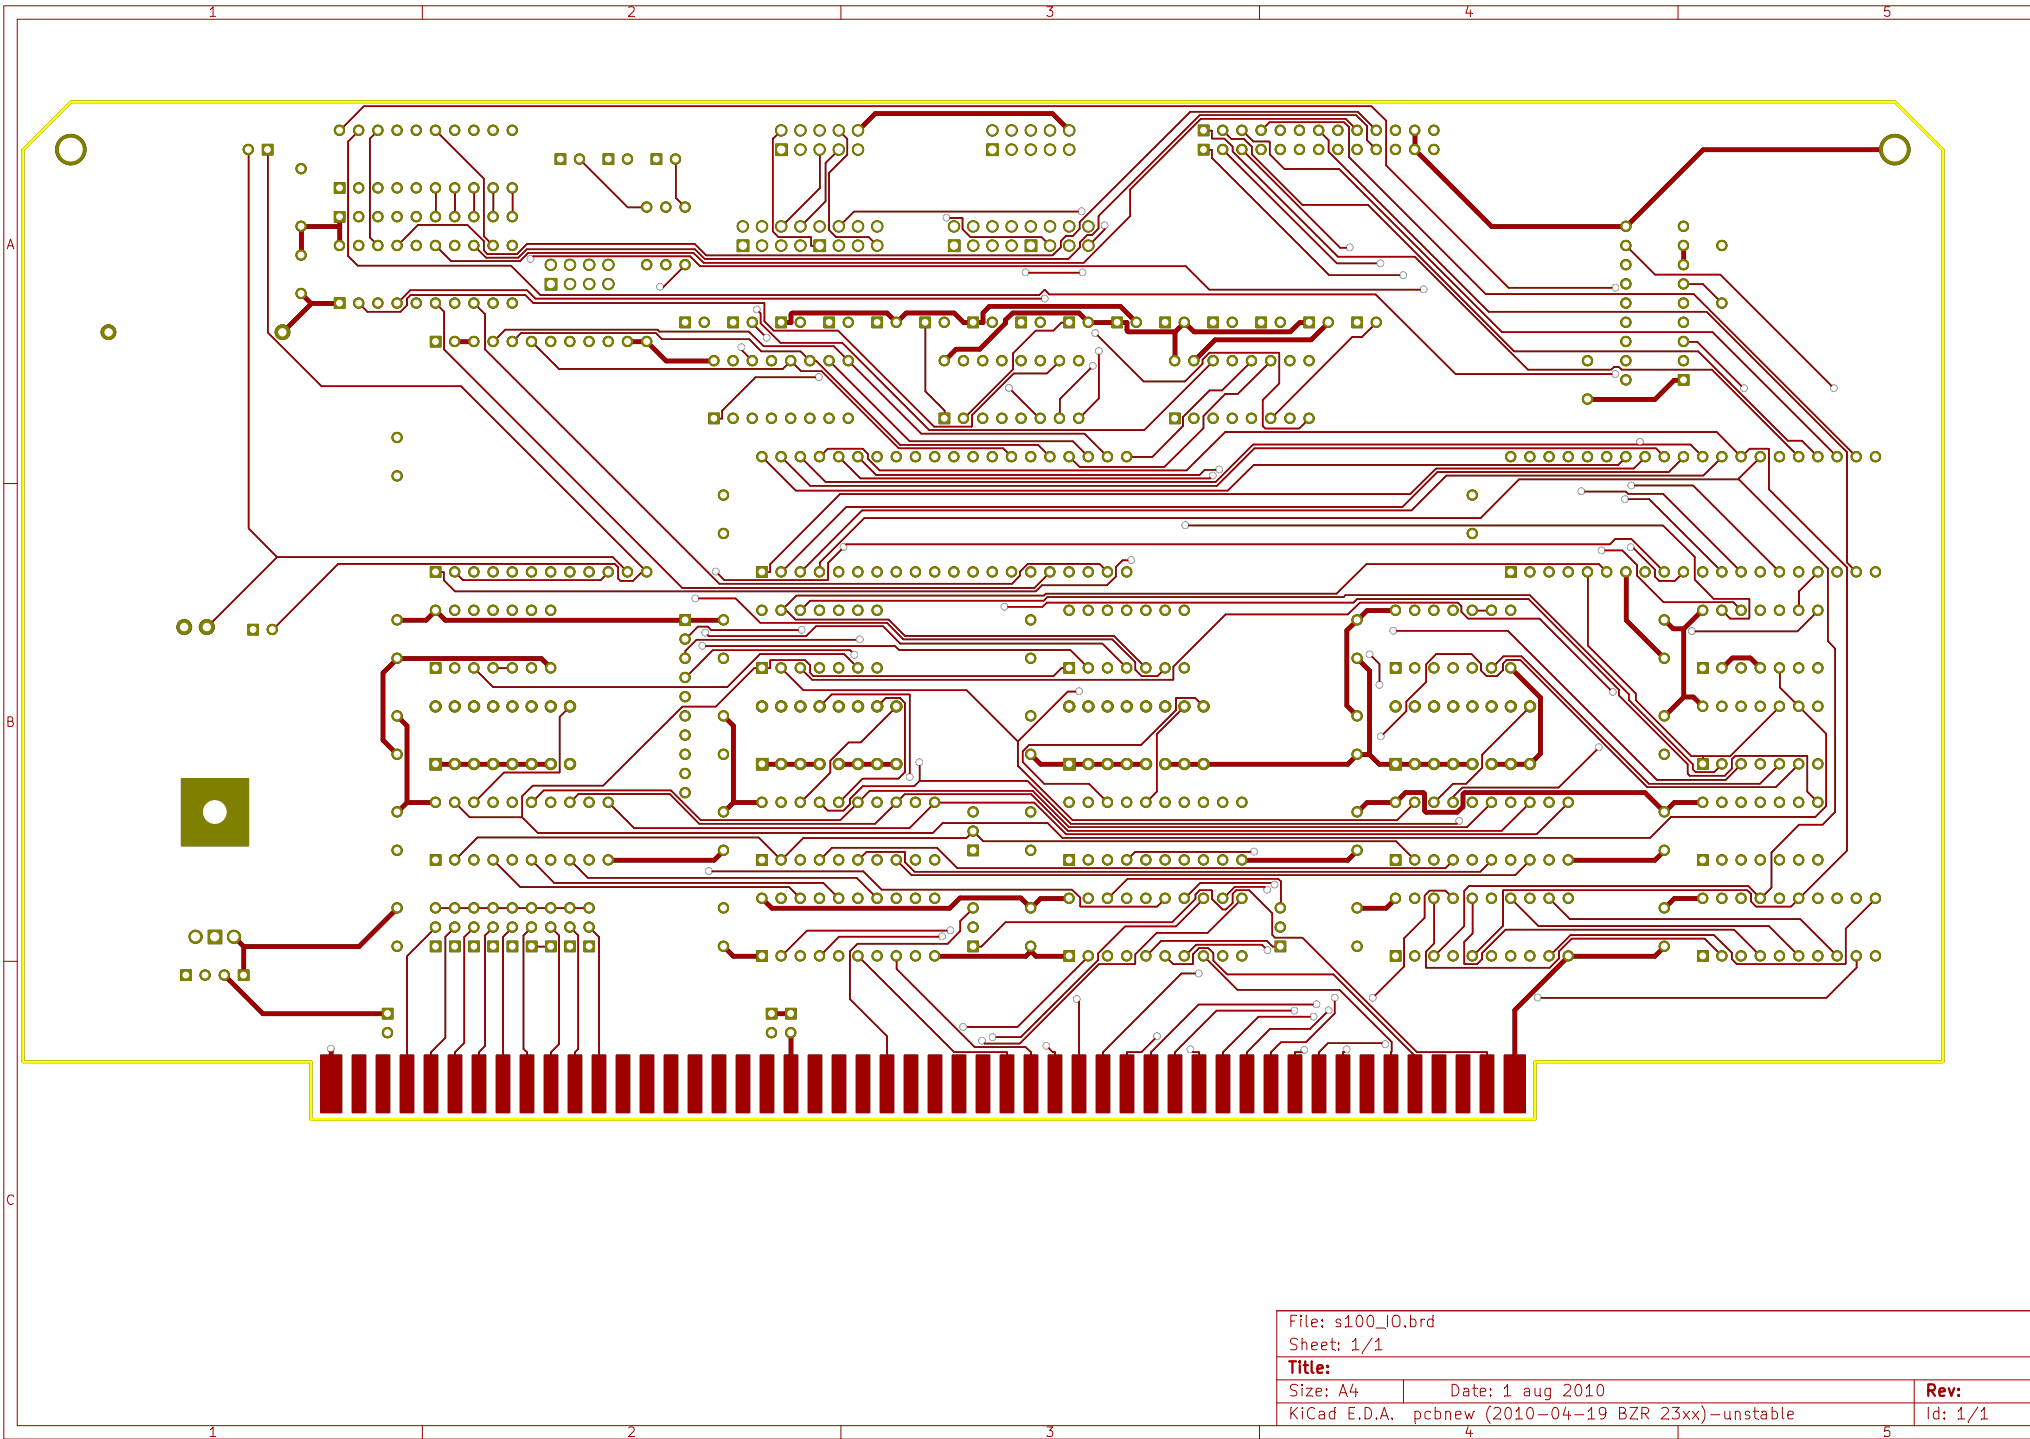 1 2 3 4 5
A
B
C
File: s100_IO.brd
Sheet: 1/1
Title:
Size: A4 Date: 1 aug 2010 Rev:
KiCad E.D.A. pcbnew (2010-04-19 BZR 23xx)-unstable Id: 1/1
1 2 3 4 5